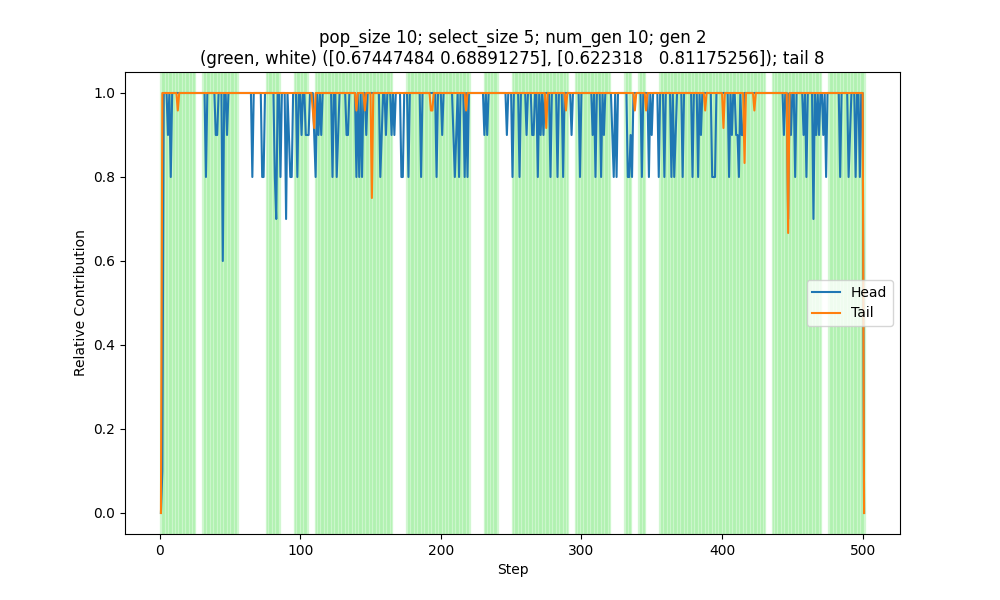 pop_size 10; select_size 5; num_gen 10; gen 2
(green, white) ([0.67447484 0.68891275], [0.622318   0.81175256]); tail 8
Relative Contribution
1.0
0.8
0.6
0.4
0.2
0.0
Head
Tail
0
100
200
300
400
500
Step